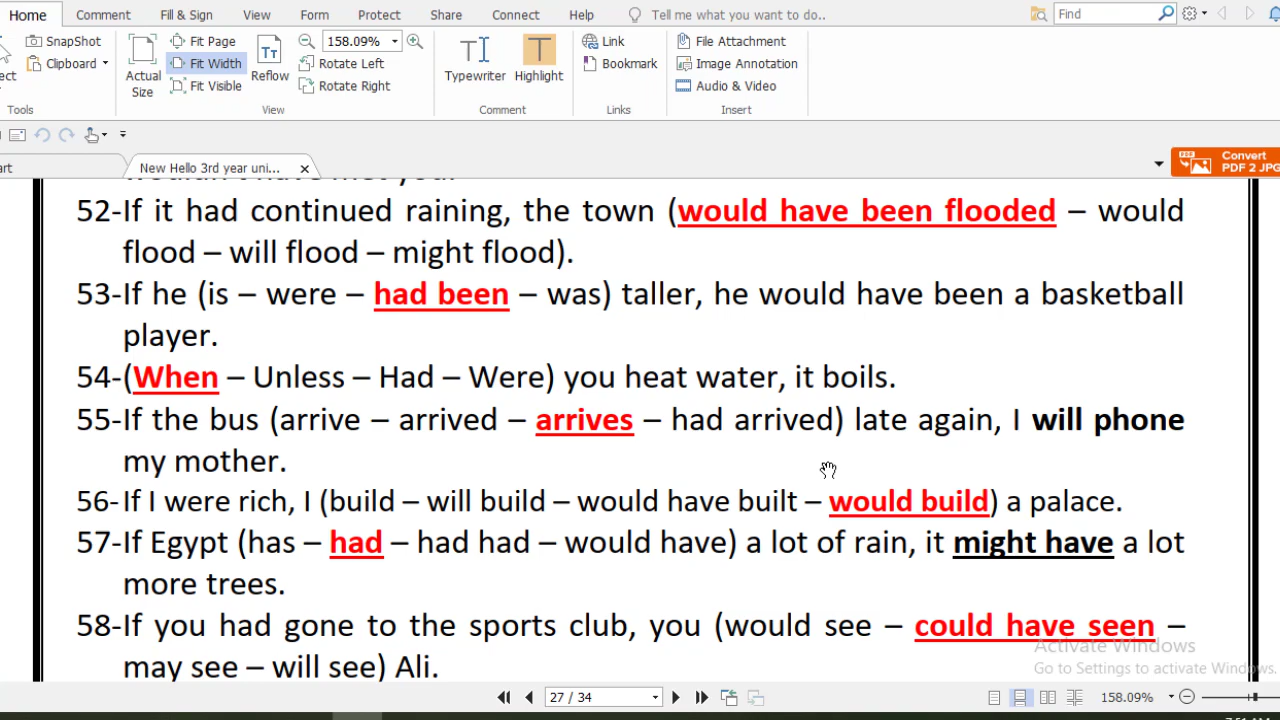 Home Comment Fill & Sign View Form Protect Share Connect Help Tell me what you want to do.. Find
SnapShot Fit Page 158.09% Link File Attachment
Clipboard Actual Size Fit Width Reflow Rotate Left Typewriter Highlight Bookmark Image Annotation
Fit Visible Rotate Right Audio & Video
Tools View Comment Links Insert
New Hello 3rd year uni... Convert
PDF 2 JPG
52-If it had continued raining, the town (would have been flooded – would
flood – will flood – might flood).
53-If he (is – were – had been – was) taller, he would have been a basketball
player.
54-(When – Unless – Had – Were) you heat water, it boils.
55-If the bus (arrive – arrived – arrives – had arrived) late again, I will phone
my mother.
56-If I were rich, I (build – will build – would have built – would build) a palace.
57-If Egypt (has – had – had had – would have) a lot of rain, it might have a lot
more trees.
58-If you had gone to the sports club, you (would see – could have seen –
may see – will see) Ali.
Activate Windows
Go to Settings to activate Windows.
27 / 34 158.09%